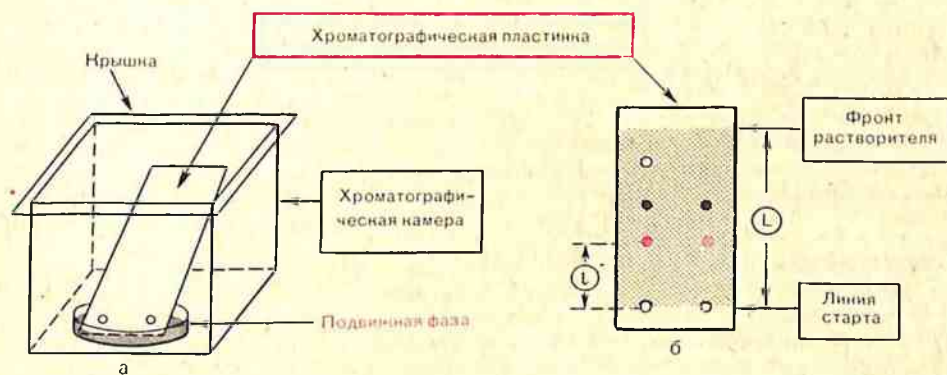 Хроматографическая пластинка
Крышка
Фронт
растворителя
Хроматографи-
ческая камера
L
l
Линия
старта
Подвижная фаза
а
б